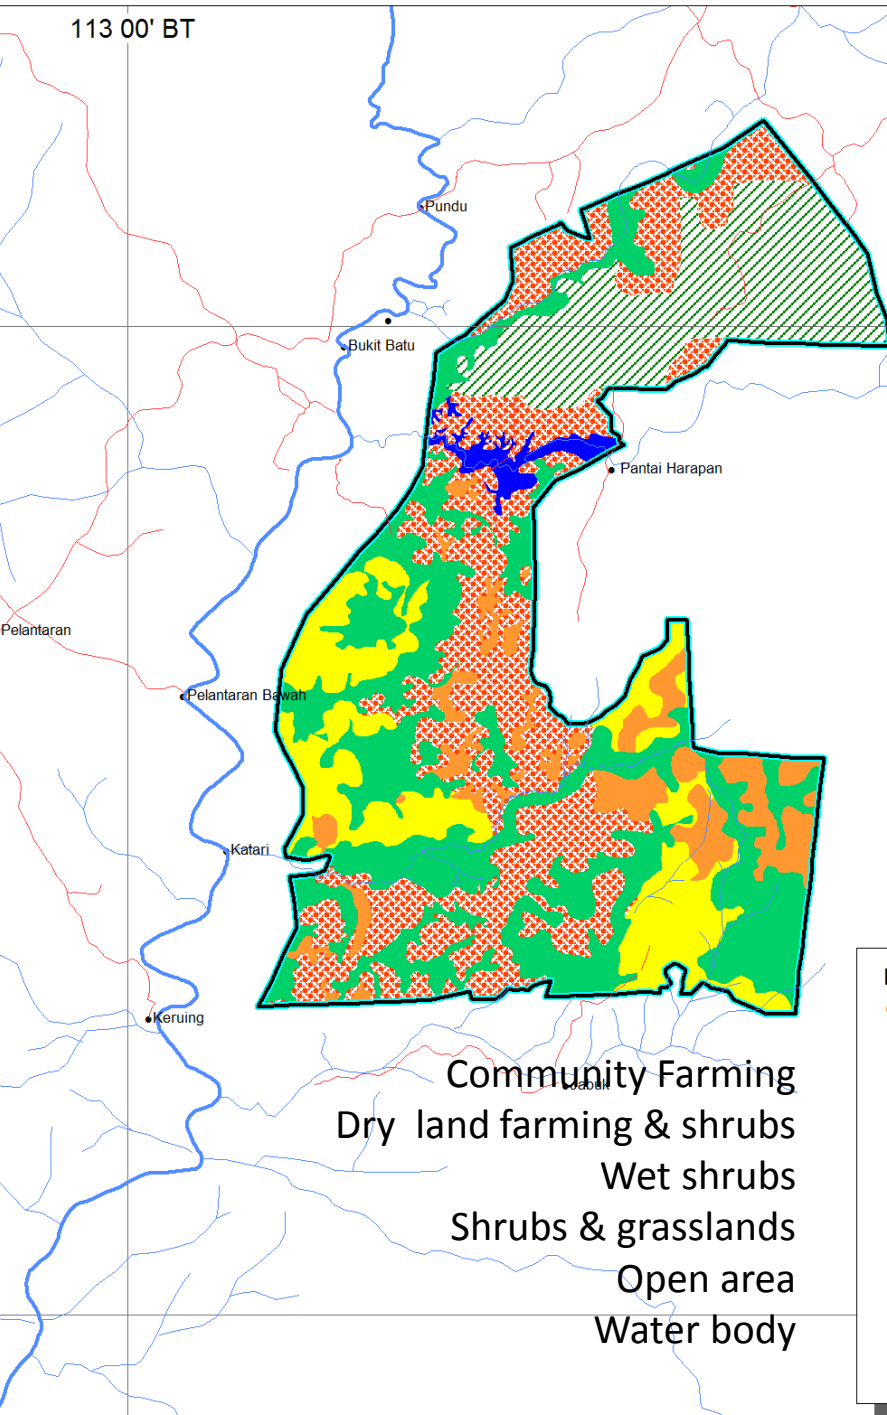 113 00' BT
Pundu
Bukit Batu
Pantai Harapan
Pelantaran
Pelantaran Bawah
Katari
Keruing
Community Farming
Jabuk
Dry land farming & shrubs
Wet shrubs
Shrubs & grasslands
Open area
Water body